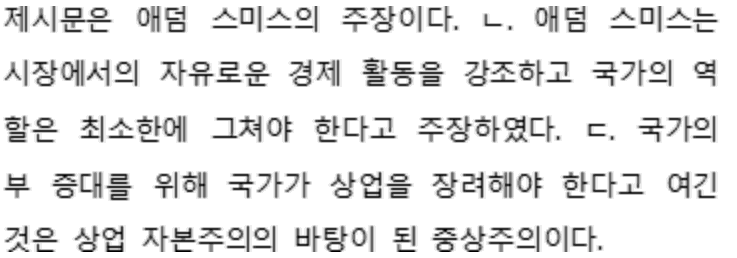 제시문은 애덤 스미스의 주장이다. ㄴ. 애덤 스미스는
시장에서의 자유로운 경제 활동을 강조하고 국가의 역
할은 최소한에 그쳐야 한다고 주장하였다. ㄷ. 국가의
부 증대를 위해 국가가 상업을 장려해야 한다고 여긴
것은 상업 자본주의의 바탕이 된 중상주의이다.